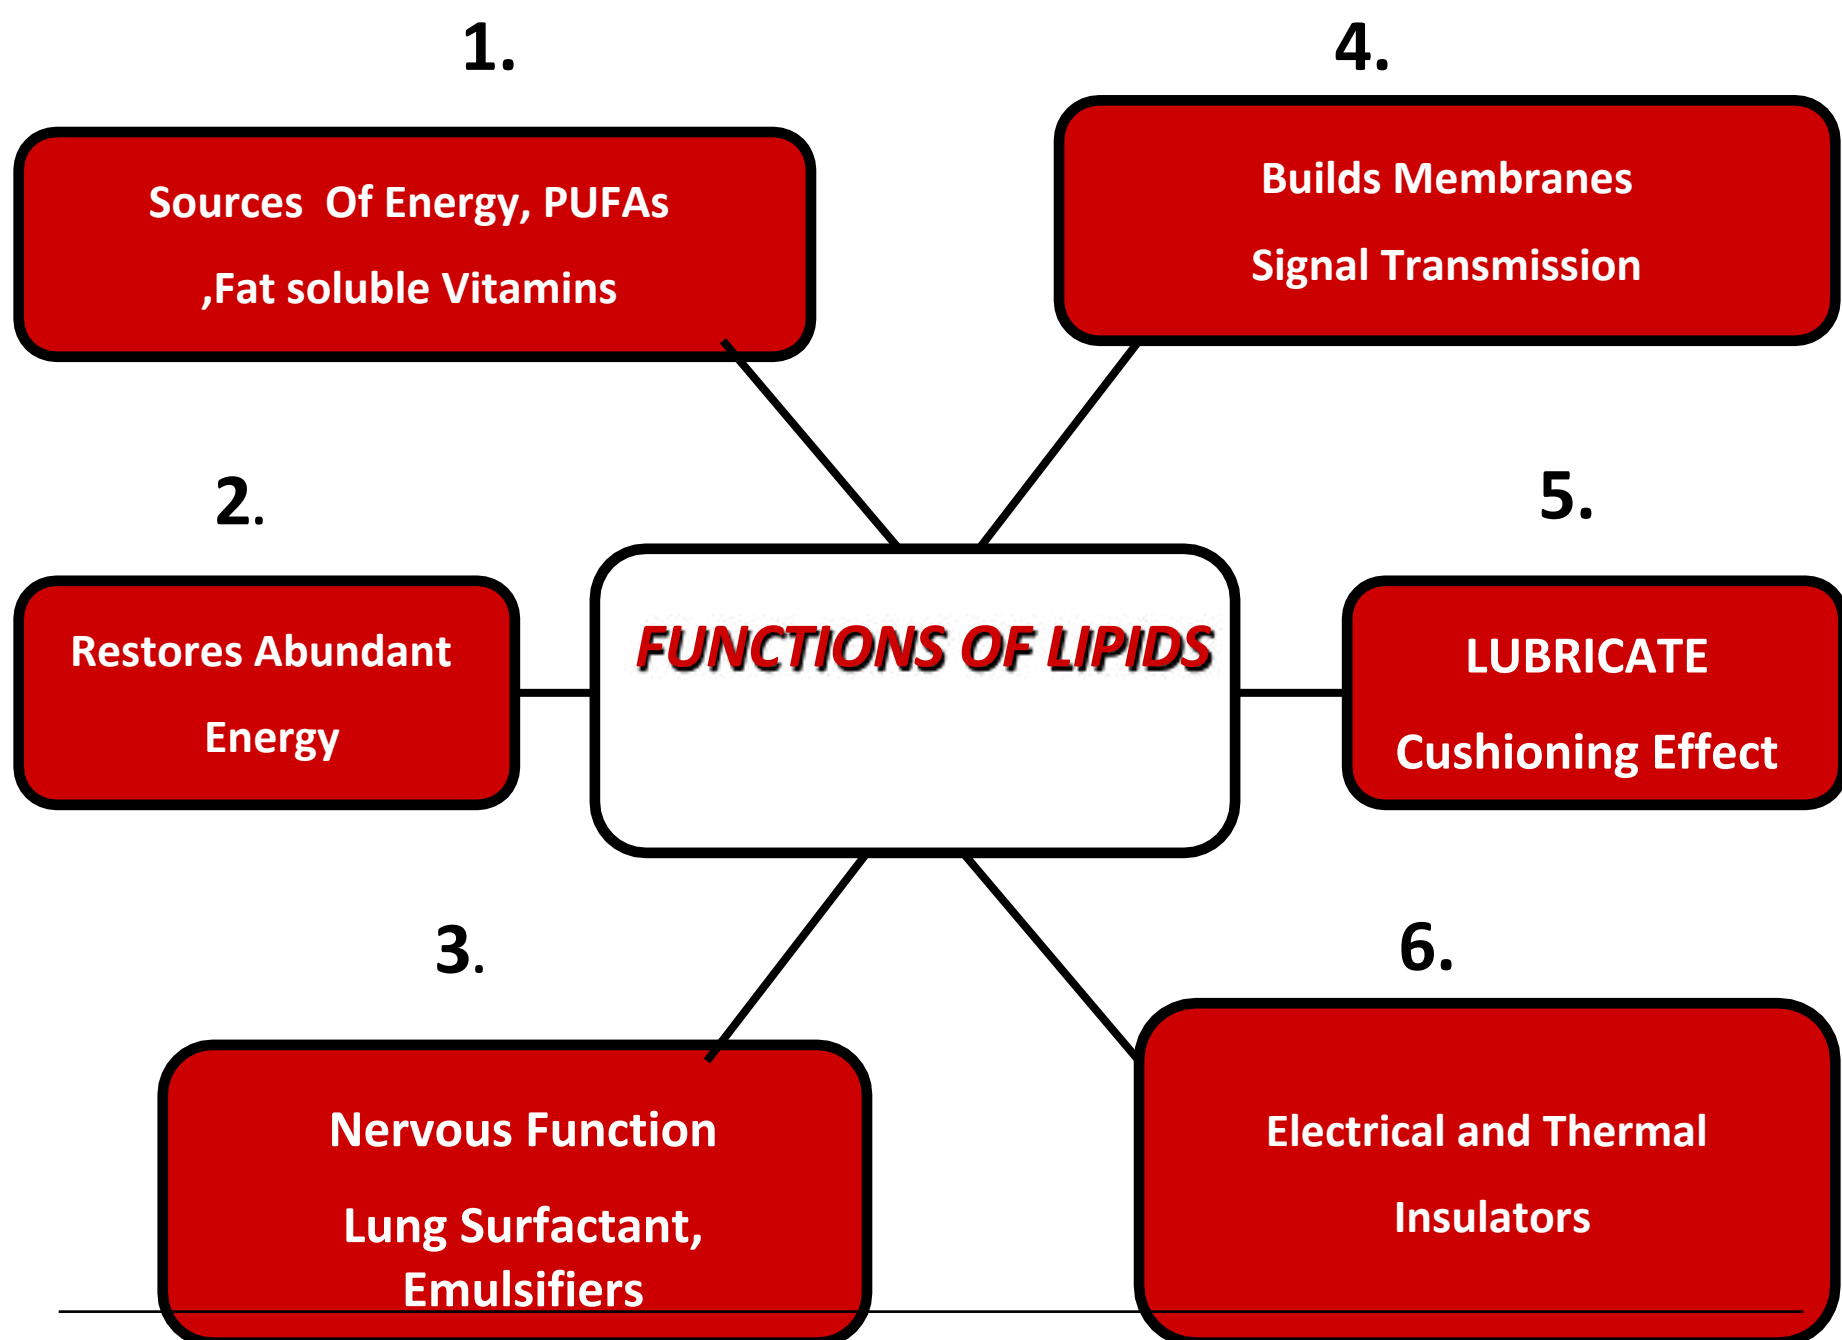 1.
Sources Of Energy, PUFAs
,Fat soluble Vitamins
2.
Restores Abundant
Energy
3.
Nervous Function
Lung Surfactant,
Emulsifiers
FUNCTIONS OF LIPIDS
4.
Builds Membranes
Signal Transmission
5.
LUBRICATE
Cushioning Effect
6.
Electrical and Thermal
Insulators